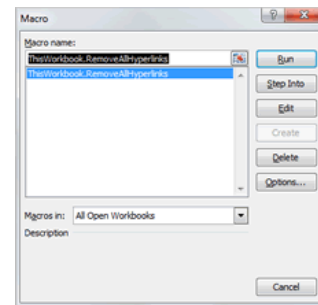 Macro
Macro name:
ThisWorkbook.RemoveAllHyperlinks
ThisWorkbook.RemoveAllHyperlinks
Run
Step Into
Edit
Create
Delete
Options...
Macros in: All Open Workbooks
Description
Cancel